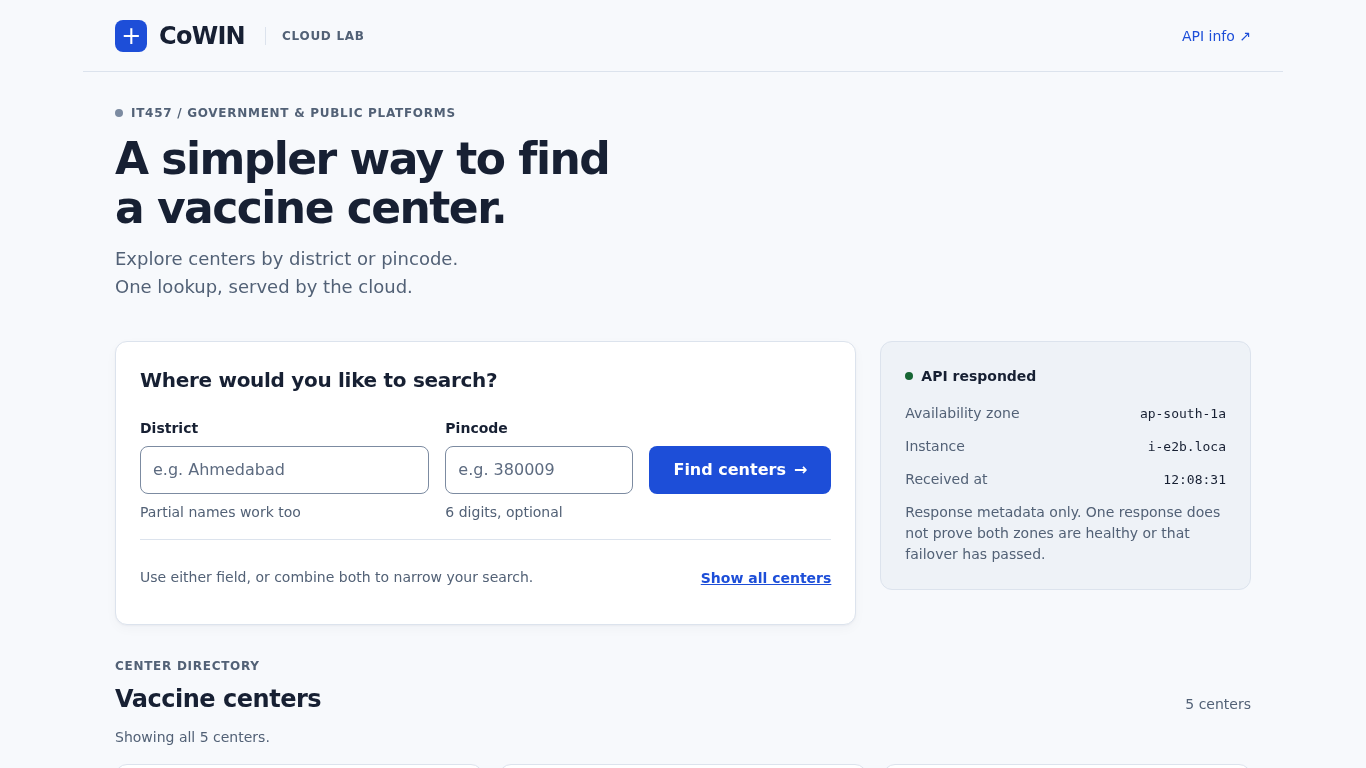 CoWIN
CLOUD LAB
API info ↗
IT457 / GOVERNMENT & PUBLIC PLATFORMS
A simpler way to find
a vaccine center.
Explore centers by district or pincode.
One lookup, served by the cloud.
Where would you like to search?
District
Pincode
e.g. Ahmedabad
e.g. 380009
Find centers →
Partial names work too
6 digits, optional
Use either field, or combine both to narrow your search.
Show all centers
API responded
Availability zone ap-south-1a
Instance i-e2b.loca
Received at 12:08:31
Response metadata only. One response does
not prove both zones are healthy or that
failover has passed.
CENTER DIRECTORY
Vaccine centers
5 centers
Showing all 5 centers.